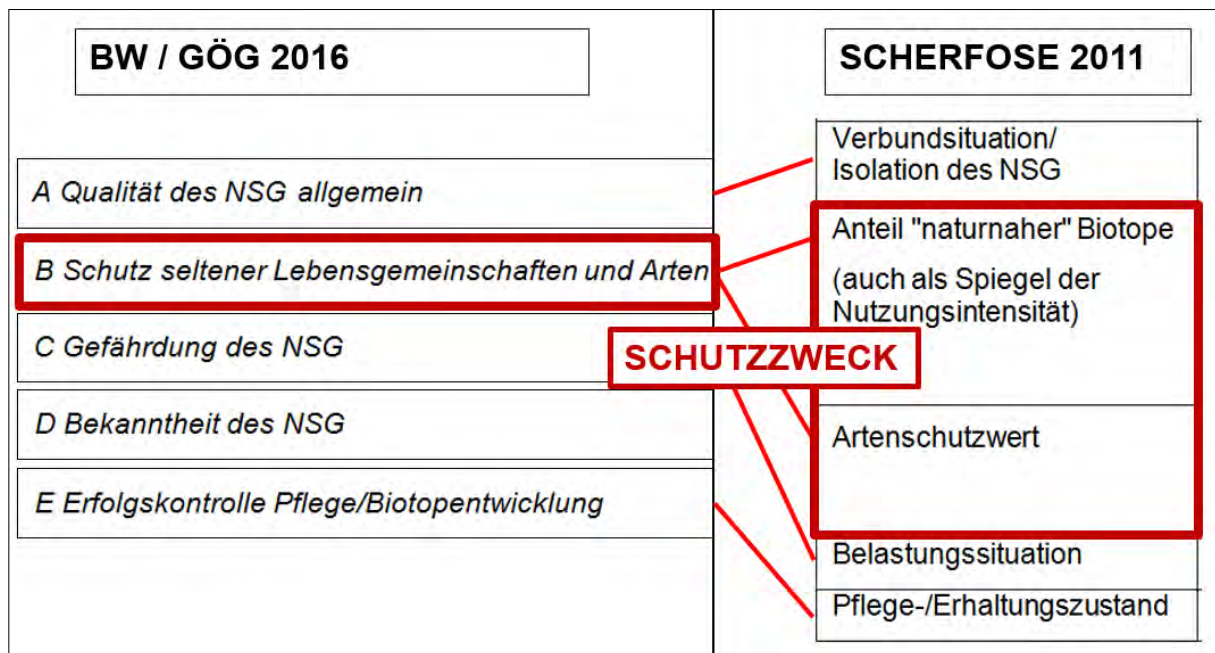 BW / GÖG 2016
A Qualität des NSG allgemein
B Schutz seltener Lebensgemeinschaften und Arten
C Gefährdung des NSG
D Bekanntheit des NSG
E Erfolgskontrolle Pflege/Biotopentwicklung
SCHUTZZWECK
SCHERFOSE 2011
Verbundsituation/
Isolation des NSG
Anteil "naturnaher" Biotope
(auch als Spiegel der
Nutzungsintensität)
Artenschutzwert
Belastungssituation
Pflege-/Erhaltungszustand